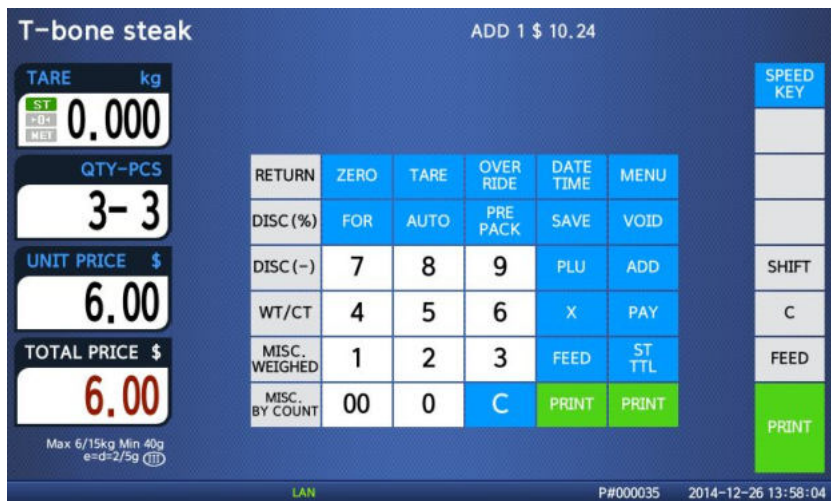 T-bone steak
ADD 1 $ 10.24
TARE kg
ST
→0←
NET
0.000
QTY-PCS
3- 3
UNIT PRICE $
6.00
TOTAL PRICE $
6.00
Max 6/15kg Min 40g
e=d=2/5g III
RETURN ZERO TARE OVER RIDE DATE TIME MENU
DISC(%) FOR AUTO PRE PACK SAVE VOID
DISC(-) 7 8 9 PLU ADD
WT/CT 4 5 6 X PAY
MISC. WEIGHED 1 2 3 FEED ST TTL
MISC. BY COUNT 00 0 C PRINT PRINT
SPEED
KEY
SHIFT
C
FEED
PRINT
LAN P#000035 2014-12-26 13:58:04